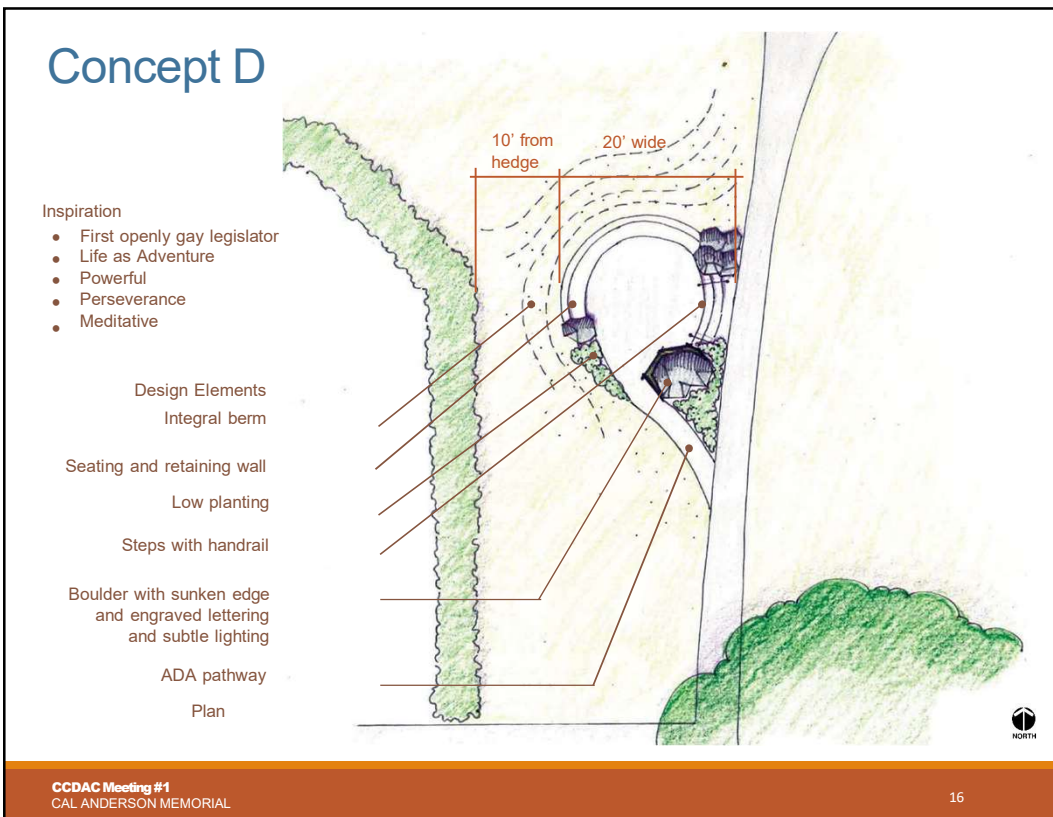 Concept D
10’ from
hedge
20’ wide
Inspiration
● First openly gay legislator
● Life as Adventure
● Powerful
● Perseverance
● Meditative
Design Elements
Integral berm
Seating and retaining wall
Low planting
Steps with handrail
Boulder with sunken edge
and engraved lettering
and subtle lighting
ADA pathway
Plan
NORTH
CCDAC Meeting #1
CAL ANDERSON MEMORIAL
16